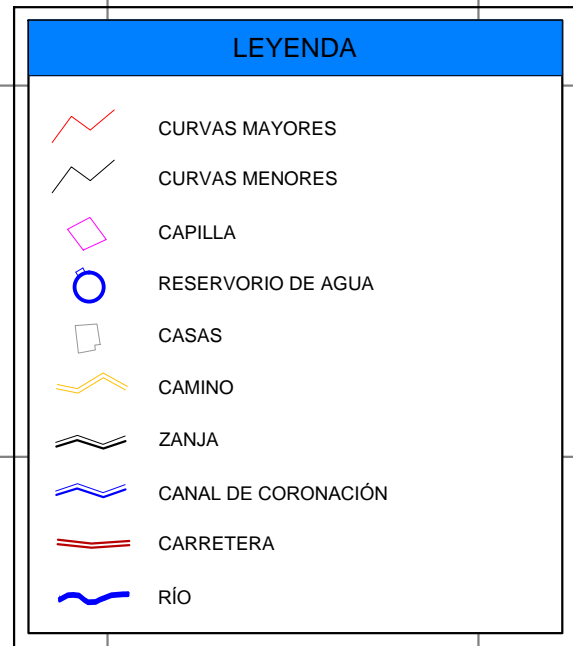 LEYENDA
CURVAS MAYORES
CURVAS MENORES
CAPILLA
RESERVORIO DE AGUA
CASAS
CAMINO
ZANJA
CANAL DE CORONACIÓN
CARRETERA
RÍO